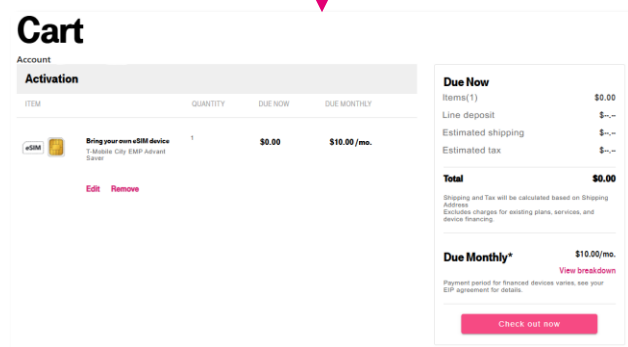 Cart
Account
Activation
ITEM QUANTITY DUE NOW DUE MONTHLY
eSIM
Bring your own eSIM device 1 $0.00 $10.00 /mo.
T-Mobile City EMP Advant
Saver
Edit Remove
Due Now
Items(1) $0.00
Line deposit $--.--
Estimated shipping $--.--
Estimated tax $--.--
Total $0.00
Shipping and Tax will be calculated based on Shipping
Address
Excludes charges for existing plans, services, and
device financing.
Due Monthly* $10.00/mo.
View breakdown
Payment period for financed devices varies, see your
EIP agreement for details.
Check out now